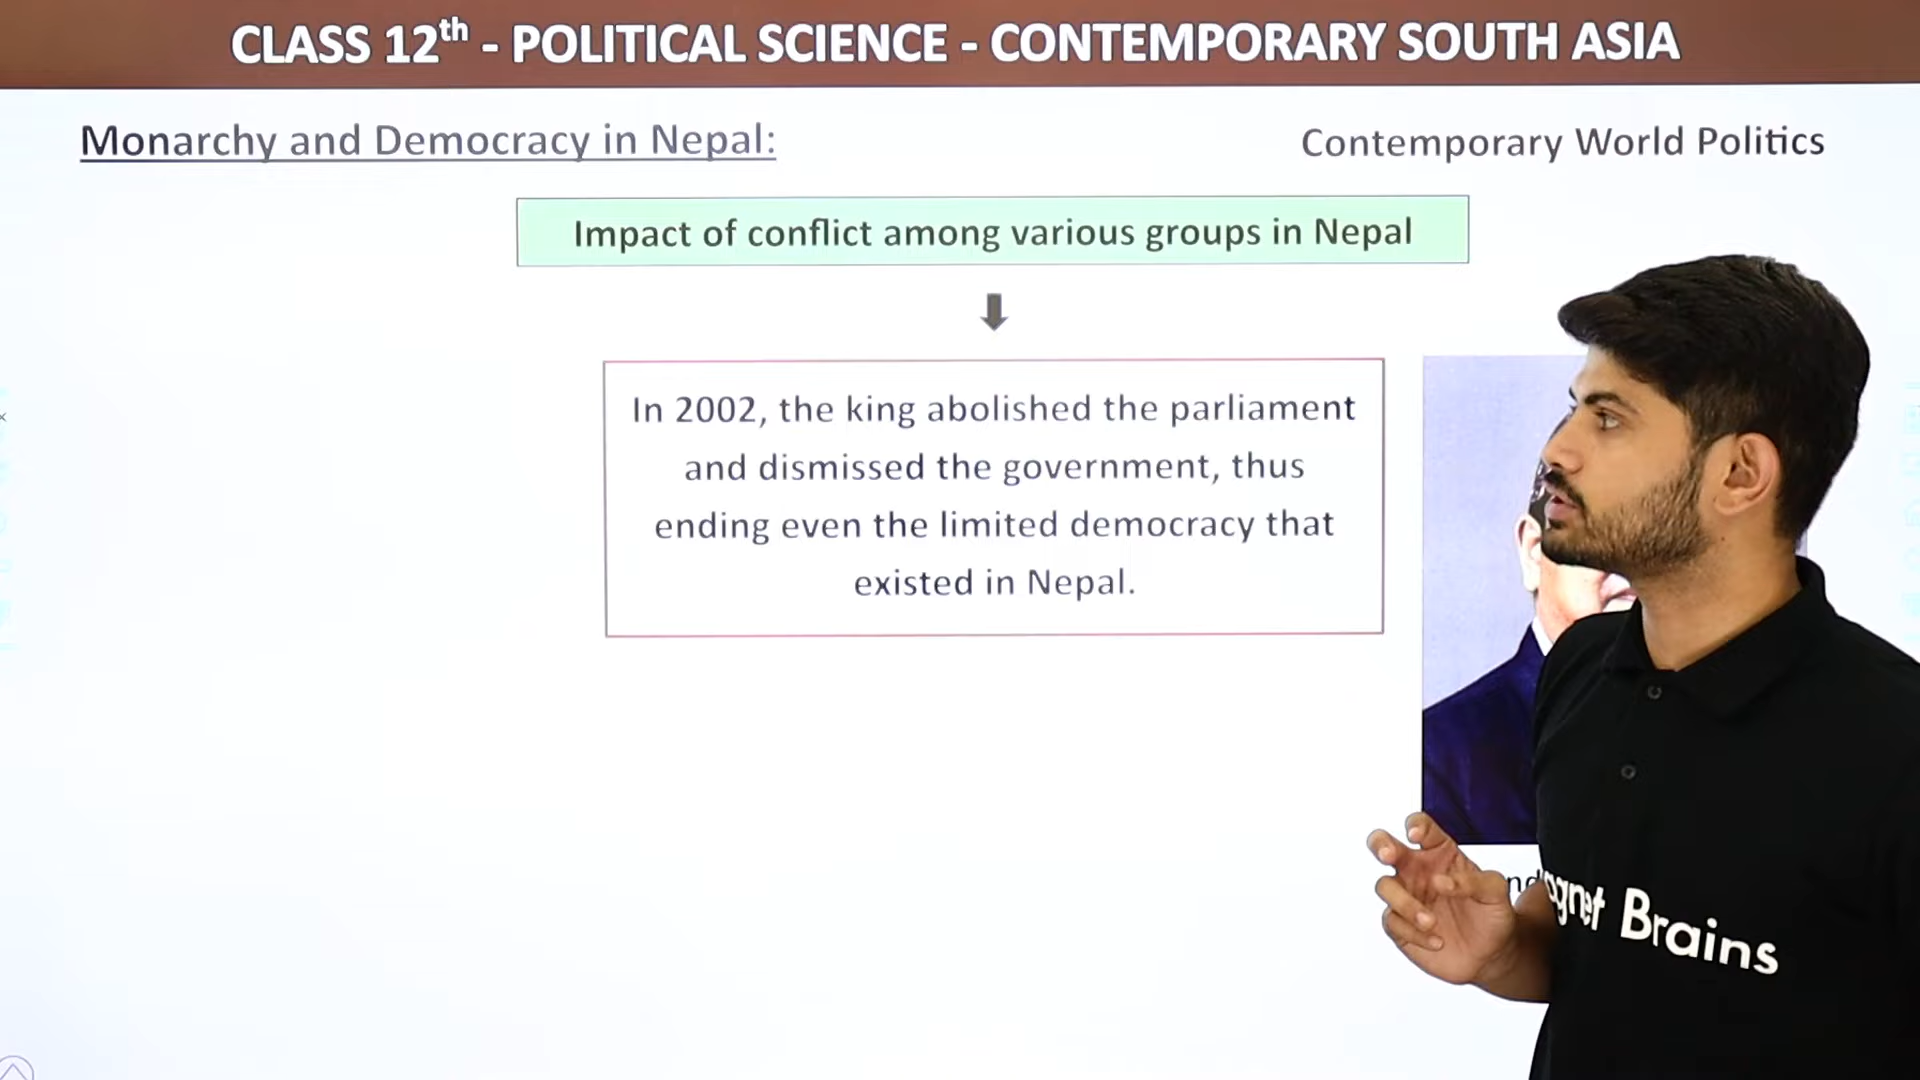 CLASS 12th - POLITICAL SCIENCE - CONTEMPORARY SOUTH ASIA
Monarchy and Democracy in Nepal:
Contemporary World Politics
Impact of conflict among various groups in Nepal
In 2002, the king abolished the parliament
and dismissed the government, thus
ending even the limited democracy that
existed in Nepal.
Brains